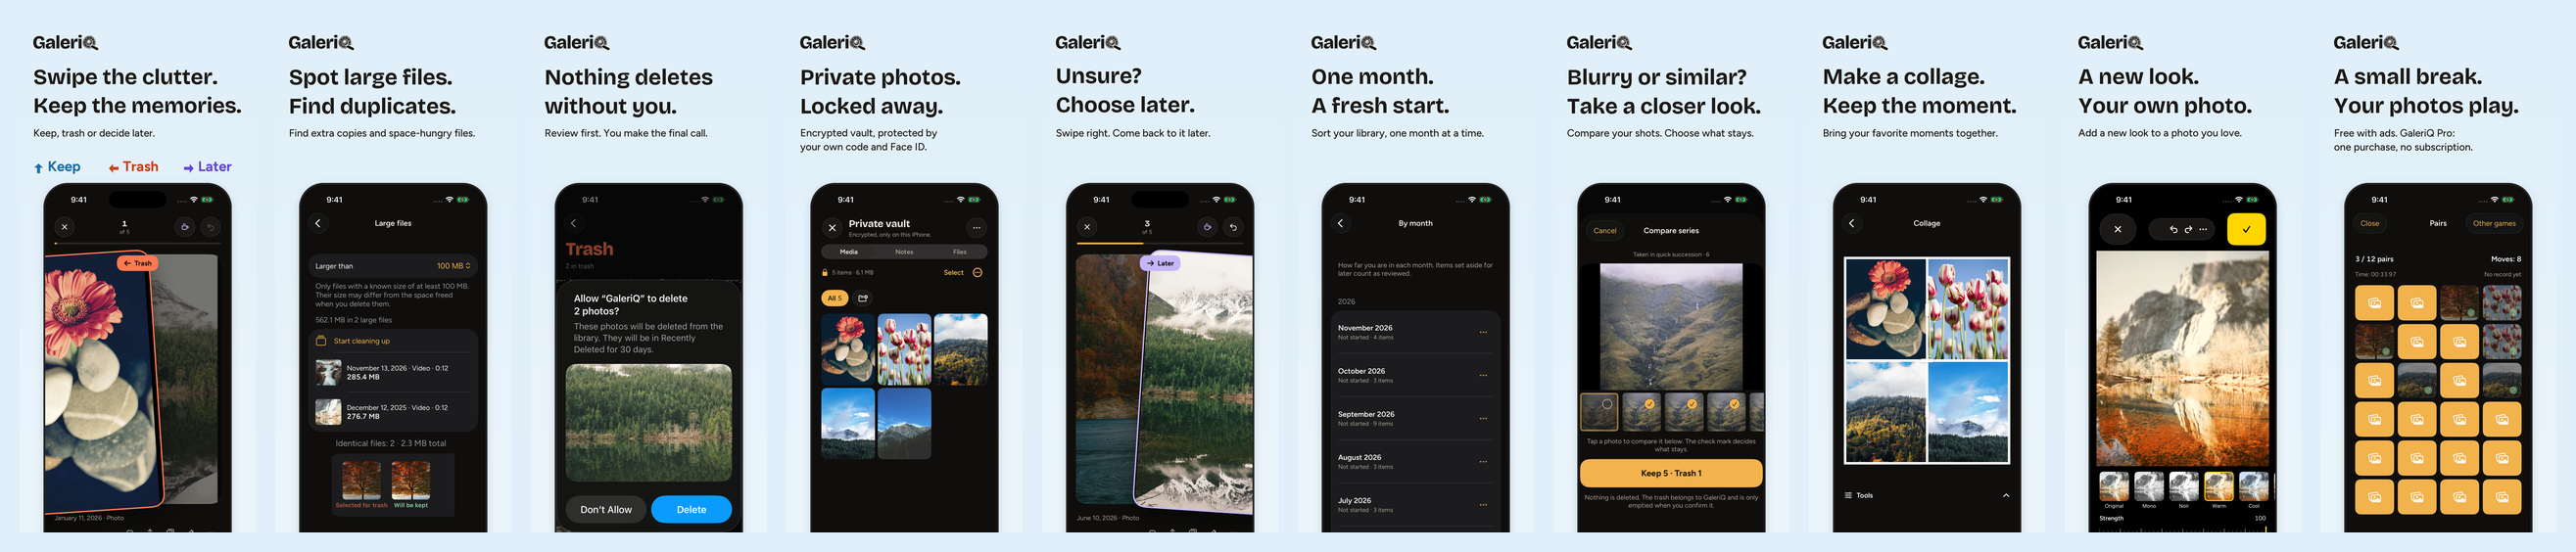 GaleriQ
Swipe the clutter.
Keep the memories.
Keep, trash or decide later.
Keep
Trash
Later
9:41
1
of 5
Trash
January 11, 2026 · Photo
GaleriQ
Spot large files.
Find duplicates.
Find extra copies and space-hungry files.
9:41
Large files
Larger than
100 MB
Only files with a known size of at least 100 MB.
Their size may differ from the space freed
when you delete them.
562.1 MB in 2 large files
Start cleaning up
November 13, 2026 · Video · 0:12
285.4 MB
December 12, 2025 · Video · 0:12
276.7 MB
Identical files: 2 · 2.3 MB total
Selected for trash
Will be kept
GaleriQ
Nothing deletes
without you.
Review first. You make the final call.
9:41
Trash
2 in trash
Allow “GaleriQ” to delete
2 photos?
These photos will be deleted from the
library. They will be in Recently
Deleted for 30 days.
Don’t Allow
Delete
GaleriQ
Private photos.
Locked away.
Encrypted vault, protected by
your own code and Face ID.
9:41
Private vault
Encrypted, only on this iPhone.
Media
Notes
Files
5 items · 6.1 MB
Select
All 5
GaleriQ
Unsure?
Choose later.
Swipe right. Come back to it later.
9:41
3
of 5
Later
June 10, 2026 · Photo
GaleriQ
One month.
A fresh start.
Sort your library, one month at a time.
9:41
By month
How far you are in each month. Items set aside for
later count as reviewed.
2026
November 2026
Not started · 4 items
October 2026
Not started · 3 items
September 2026
Not started · 9 items
August 2026
Not started · 3 items
July 2026
Not started · 3 items
GaleriQ
Blurry or similar?
Take a closer look.
Compare your shots. Choose what stays.
9:41
Cancel
Compare series
Taken in quick succession · 6
Tap a photo to compare it below. The check mark decides
what stays.
Keep 5 · Trash 1
Nothing is deleted. The trash belongs to GaleriQ and is only
emptied when you confirm it.
GaleriQ
Make a collage.
Keep the moment.
Bring your favorite moments together.
9:41
Collage
Tools
GaleriQ
A new look.
Your own photo.
Add a new look to a photo you love.
9:41
Original
Mono
Noir
Warm
Cool
Strength
100
GaleriQ
A small break.
Your photos play.
Free with ads. GaleriQ Pro:
one purchase, no subscription.
9:41
Close
Pairs
Other games
3 / 12 pairs
Moves: 8
Time: 00:33.97
No record yet